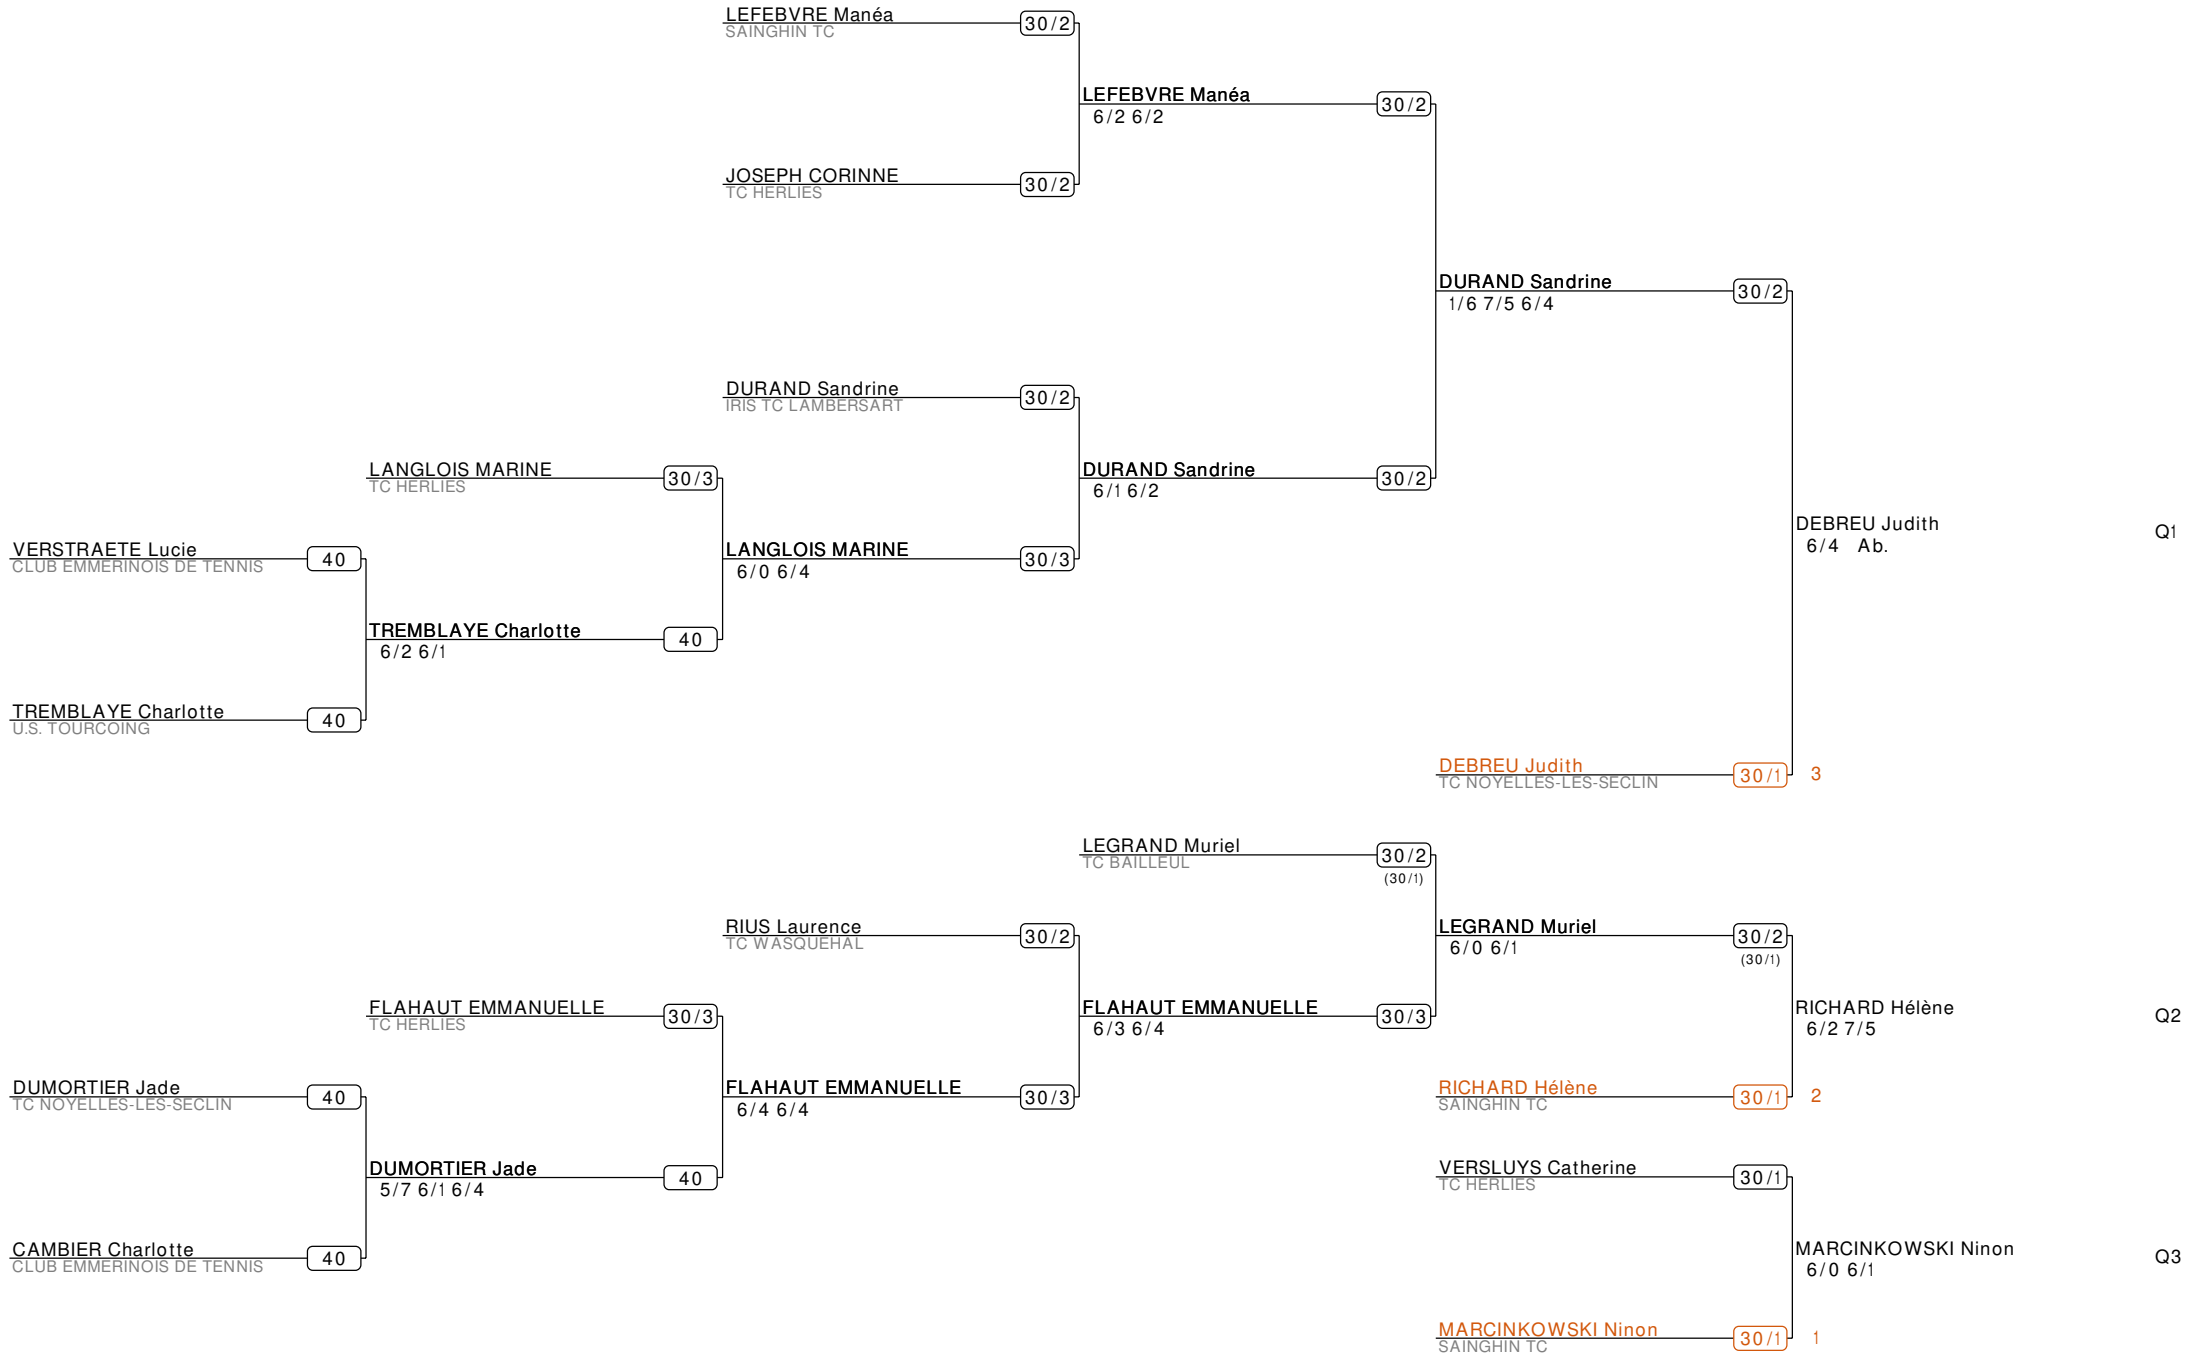 LEFEBVRE Manéa
SAINGHIN TC
30/2
LEFEBVRE Manéa
6/2 6/2
30/2
JOSEPH CORINNE
TC HERLIES
30/2
DURAND Sandrine
1/6 7/5 6/4
30/2
DURAND Sandrine
IRIS TC LAMBERSART
30/2
LANGLOIS MARINE
TC HERLIES
30/3
DURAND Sandrine
6/1 6/2
30/2
VERSTRAETE Lucie
CLUB EMMERINOIS DE TENNIS
40
LANGLOIS MARINE
6/0 6/4
30/3
DEBREU Judith
6/4 Ab.
Q1
TREMBLAYE Charlotte
6/2 6/1
40
TREMBLAYE Charlotte
U.S. TOURCOING
40
DEBREU Judith
TC NOYELLES-LES-SECLIN
30/1
3
LEGRAND Muriel
TC BAILLEUL
30/2
(30/1)
RIUS Laurence
TC WASQUEHAL
30/2
LEGRAND Muriel
6/0 6/1
30/2
(30/1)
FLAHAUT EMMANUELLE
TC HERLIES
30/3
FLAHAUT EMMANUELLE
6/3 6/4
30/3
RICHARD Hélène
6/2 7/5
Q2
DUMORTIER Jade
TC NOYELLES-LES-SECLIN
40
FLAHAUT EMMANUELLE
6/4 6/4
30/3
RICHARD Hélène
SAINGHIN TC
30/1
2
DUMORTIER Jade
5/7 6/1 6/4
40
VERSLUYS Catherine
TC HERLIES
30/1
CAMBIER Charlotte
CLUB EMMERINOIS DE TENNIS
40
MARCINKOWSKI Ninon
6/0 6/1
Q3
MARCINKOWSKI Ninon
SAINGHIN TC
30/1
1